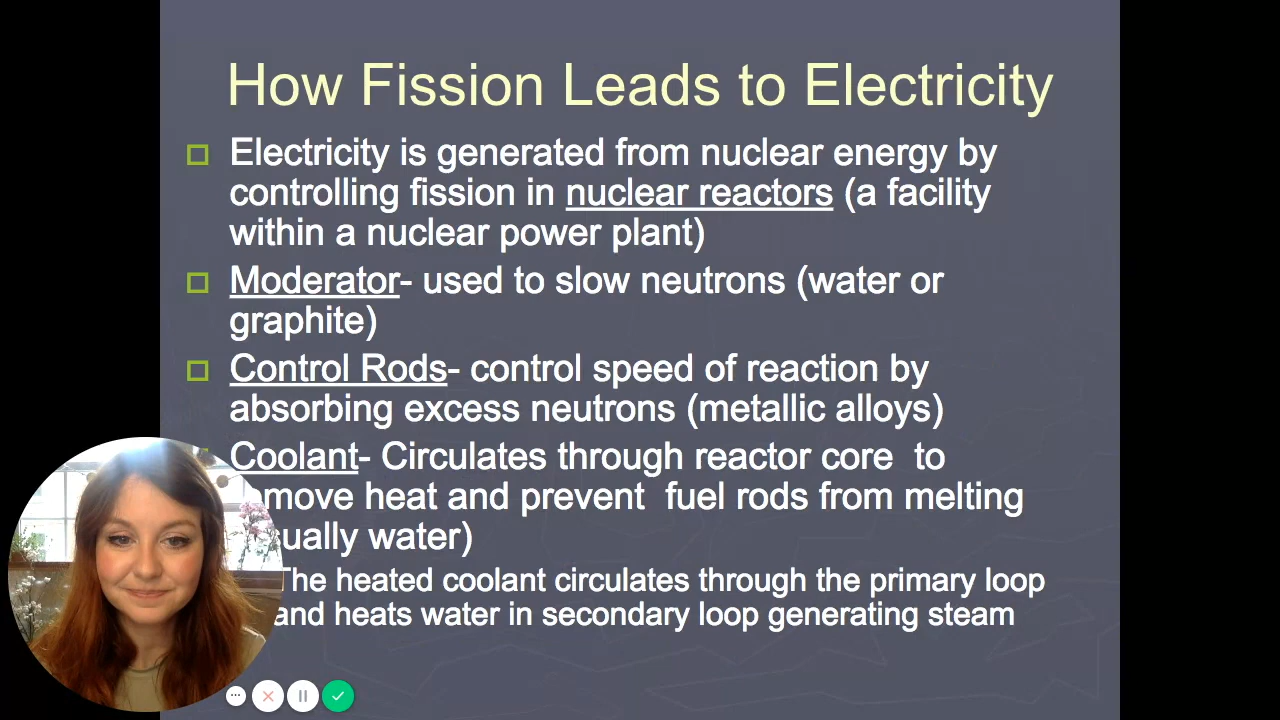 How Fission Leads to Electricity
Electricity is generated from nuclear energy by
controlling fission in nuclear reactors (a facility
within a nuclear power plant)
Moderator- used to slow neutrons (water or
graphite)
Control Rods- control speed of reaction by
absorbing excess neutrons (metallic alloys)
Coolant- Circulates through reactor core to
emove heat and prevent fuel rods from melting
ually water)
The heated coolant circulates through the primary loop
and heats water in secondary loop generating steam